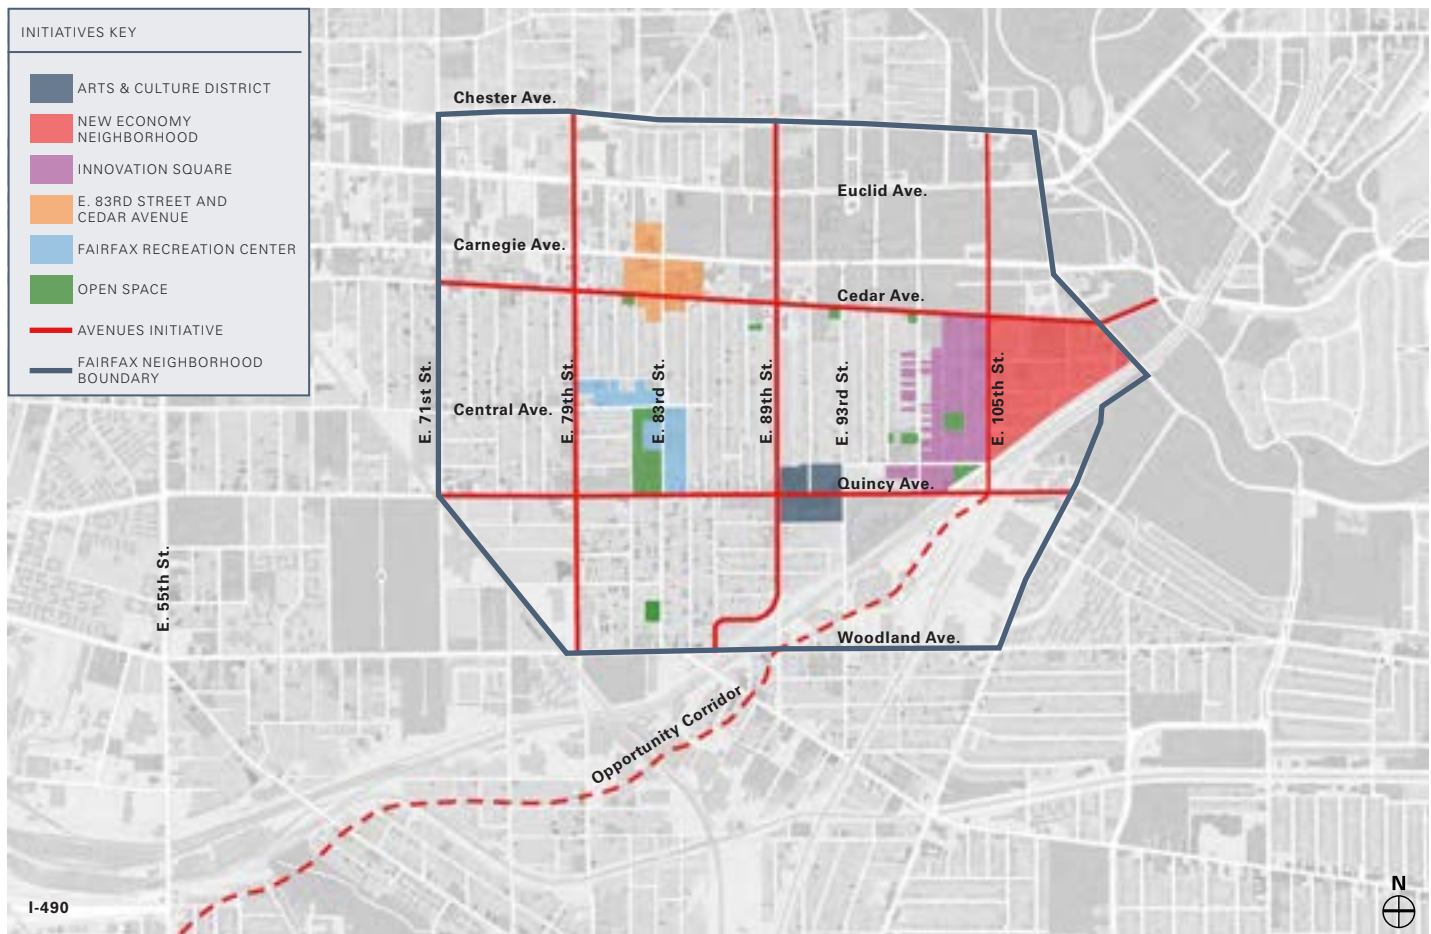 INITIATIVES KEY
ARTS & CULTURE DISTRICT
NEW ECONOMY
NEIGHBORHOOD
INNOVATION SQUARE
E. 83RD STREET AND
CEDAR AVENUE
FAIRFAX RECREATION CENTER
OPEN SPACE
AVENUES INITIATIVE
FAIRFAX NEIGHBORHOOD
BOUNDARY
Chester Ave.
Euclid Ave.
Carnegie Ave.
Cedar Ave.
E. 71st St.
Central Ave.
E. 79th St.
E. 83rd St.
E. 89th St.
E. 93rd St.
E. 105th St.
Quincy Ave.
E. 55th St.
Woodland Ave.
Opportunity Corridor
I-490
N